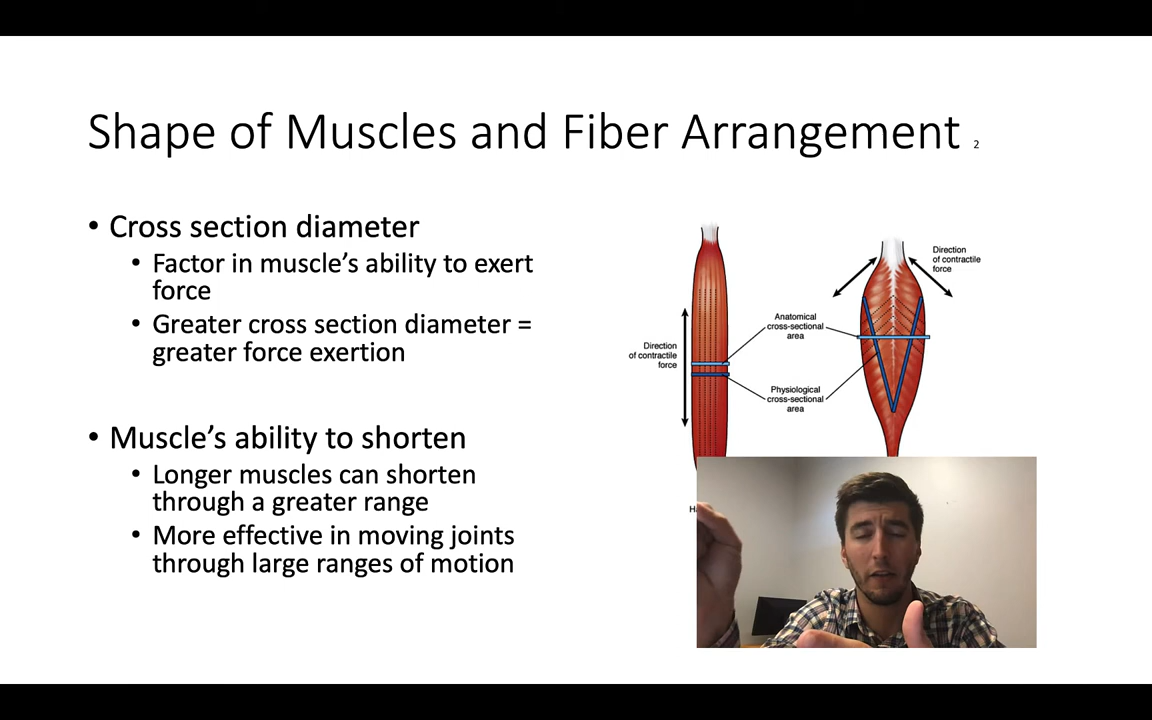 Shape of Muscles and Fiber Arrangement 2
• Cross section diameter
• Factor in muscle's ability to exert
force
• Greater cross section diameter =
greater force exertion
• Muscle's ability to shorten
• Longer muscles can shorten
through a greater range
• More effective in moving joints
through large ranges of motion
Direction
of contractile
force
Anatomical
cross-sectional
area
Direction
of contractile
force
Physiological
cross-sectional
area